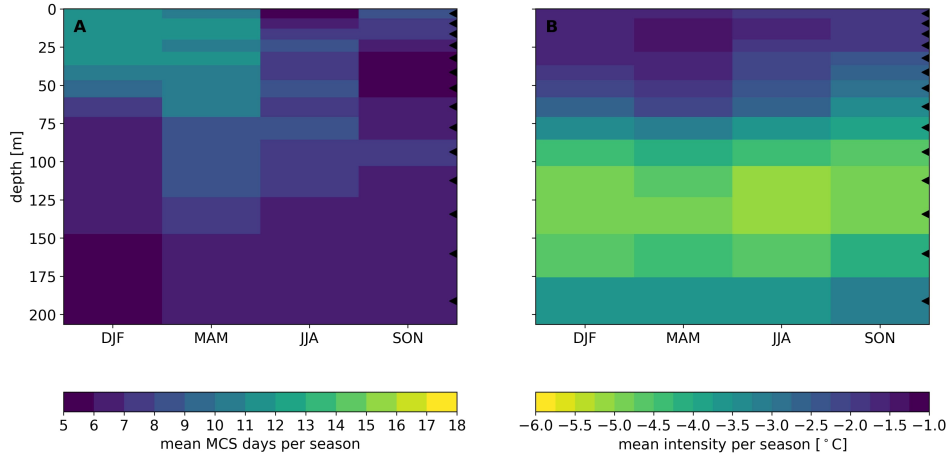 A
B
0
25
50
75
100
125
150
175
200
depth [m]
DJF MAM JJA SON
DJF MAM JJA SON
5 6 7 8 9 10 11 12 13 14 15 16 17 18
mean MCS days per season
−6.0 −5.5 −5.0 −4.5 −4.0 −3.5 −3.0 −2.5 −2.0 −1.5 −1.0
mean intensity per season [°C]